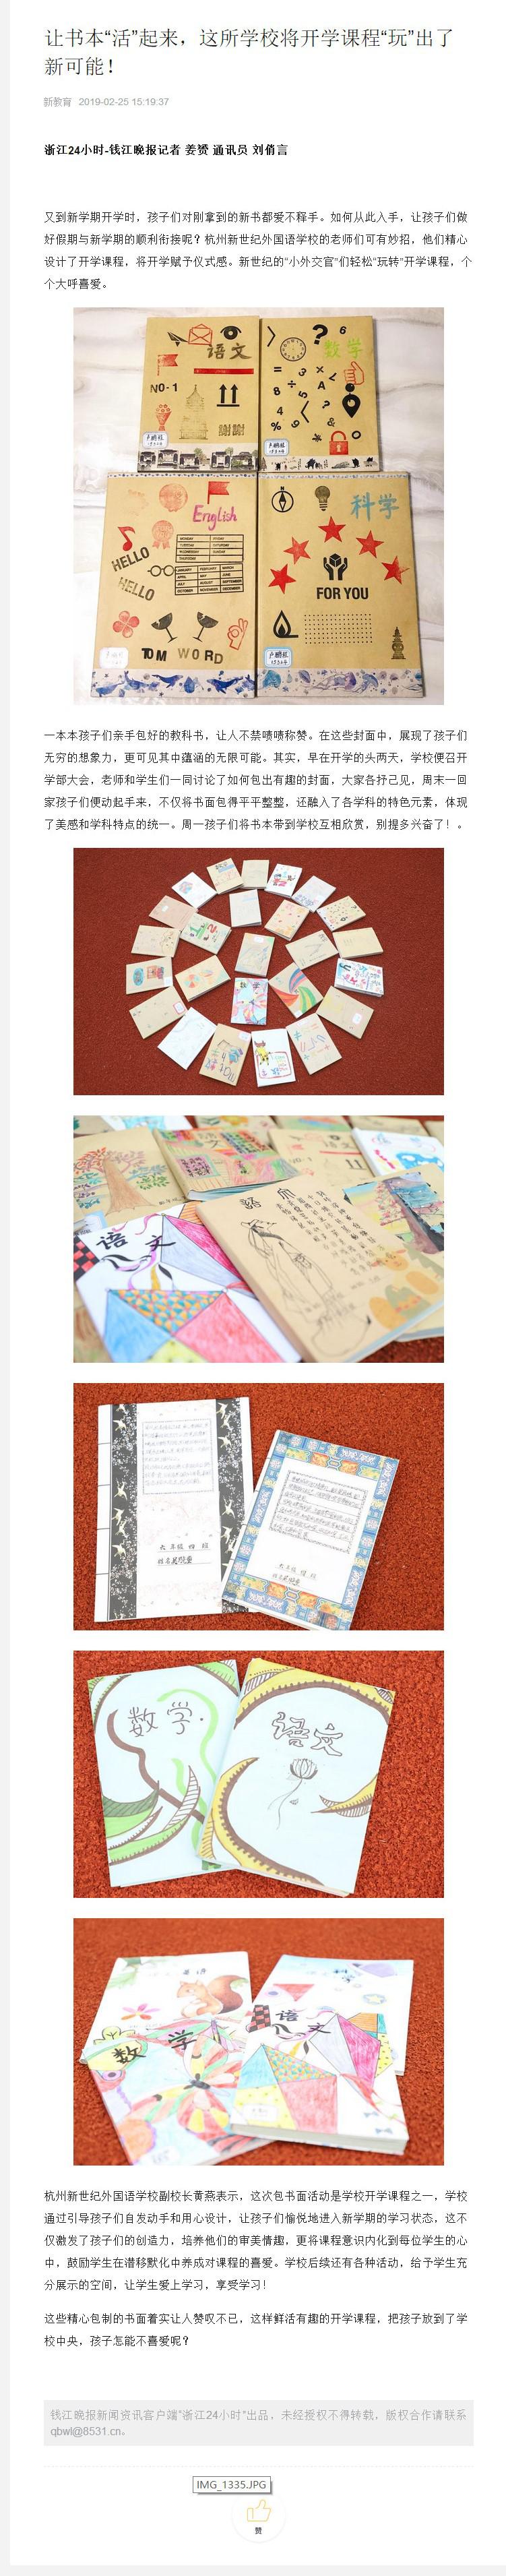 让书本“活”起来，这所学校将开学课程“玩”出了
新可能！
新教育 2019-02-25 15:19:37
浙江24小时-钱江晚报记者 姜赟 通讯员 刘俏言
又到新学期开学时，孩子们对刚拿到的新书都爱不释手。如何从此入手，让孩子们做
好假期与新学期的顺利衔接呢？杭州新世纪外国语学校的老师们可有妙招，他们精心
设计了开学课程，将开学赋予仪式感。新世纪的“小外交官”们轻松“玩转”开学课程，个
个大呼喜爱。
语文
数学
NO-1
謝謝
English
科学
HELLO
HELLO
TOM WORD
FOR YOU
一本本孩子们亲手包好的教科书，让人不禁啧啧称赞。在这些封面中，展现了孩子们
无穷的想象力，更可见其中蕴涵的无限可能。其实，早在开学的头两天，学校便召开
学部大会，老师和学生们一同讨论了如何包出有趣的封面，大家各抒己见，周末一回
家孩子们便动起手来，不仅将书面包得平平整整，还融入了各学科的特色元素，体现
了美感和学科特点的统一。周一孩子们将书本带到学校互相欣赏，别提多兴奋了！。
数学
语文
六年级 四 班
六年级 四 班
数学
语文
数学
语文
杭州新世纪外国语学校副校长黄燕表示，这次包书面活动是学校开学课程之一，学校
通过引导孩子们自发动手和用心设计，让孩子们愉悦地进入新学期的学习状态，这不
仅激发了孩子们的创造力，培养他们的审美情趣，更将课程意识内化到每位学生的心
中，鼓励学生在潜移默化中养成对课程的喜爱。学校后续还有各种活动，给予学生充
分展示的空间，让学生爱上学习，享受学习！
这些精心包制的书面着实让人赞叹不已，这样鲜活有趣的开学课程，把孩子放到了学
校中央，孩子怎能不喜爱呢？
钱江晚报新闻资讯客户端“浙江24小时”出品，未经授权不得转载，版权合作请联系
qbwl@8531.cn。
IMG_1335.JPG
赞